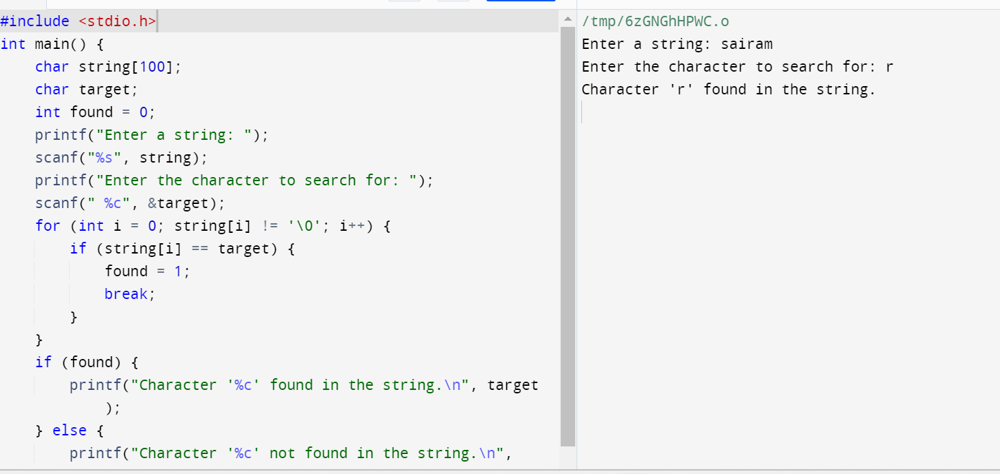 #include <stdio.h>
int main() {
    char string[100];
    char target;
    int found = 0;
    printf("Enter a string: ");
    scanf("%s", string);
    printf("Enter the character to search for: ");
    scanf(" %c", &target);
    for (int i = 0; string[i] != '\0'; i++) {
        if (string[i] == target) {
            found = 1;
            break;
        }
    }
    if (found) {
        printf("Character '%c' found in the string.\n", target
            );
    } else {
        printf("Character '%c' not found in the string.\n",
/tmp/6zGNGhHPWC.o
Enter a string: sairam
Enter the character to search for: r
Character 'r' found in the string.